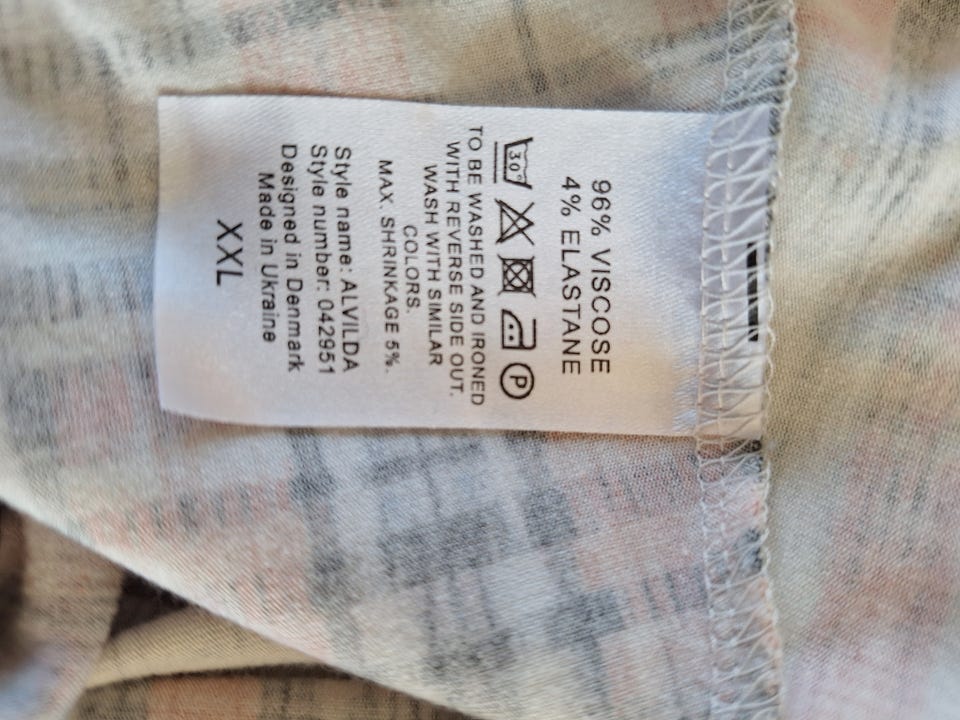 96% VISCOSE
4% ELASTANE
30°
P
TO BE WASHED AND IRONED
WITH REVERSE SIDE OUT.
WASH WITH SIMILAR
COLORS.
MAX. SHRINKAGE 5%.
Style name: ALVILDA
Style number: 042951
Designed in Denmark
Made in Ukraine
XXL